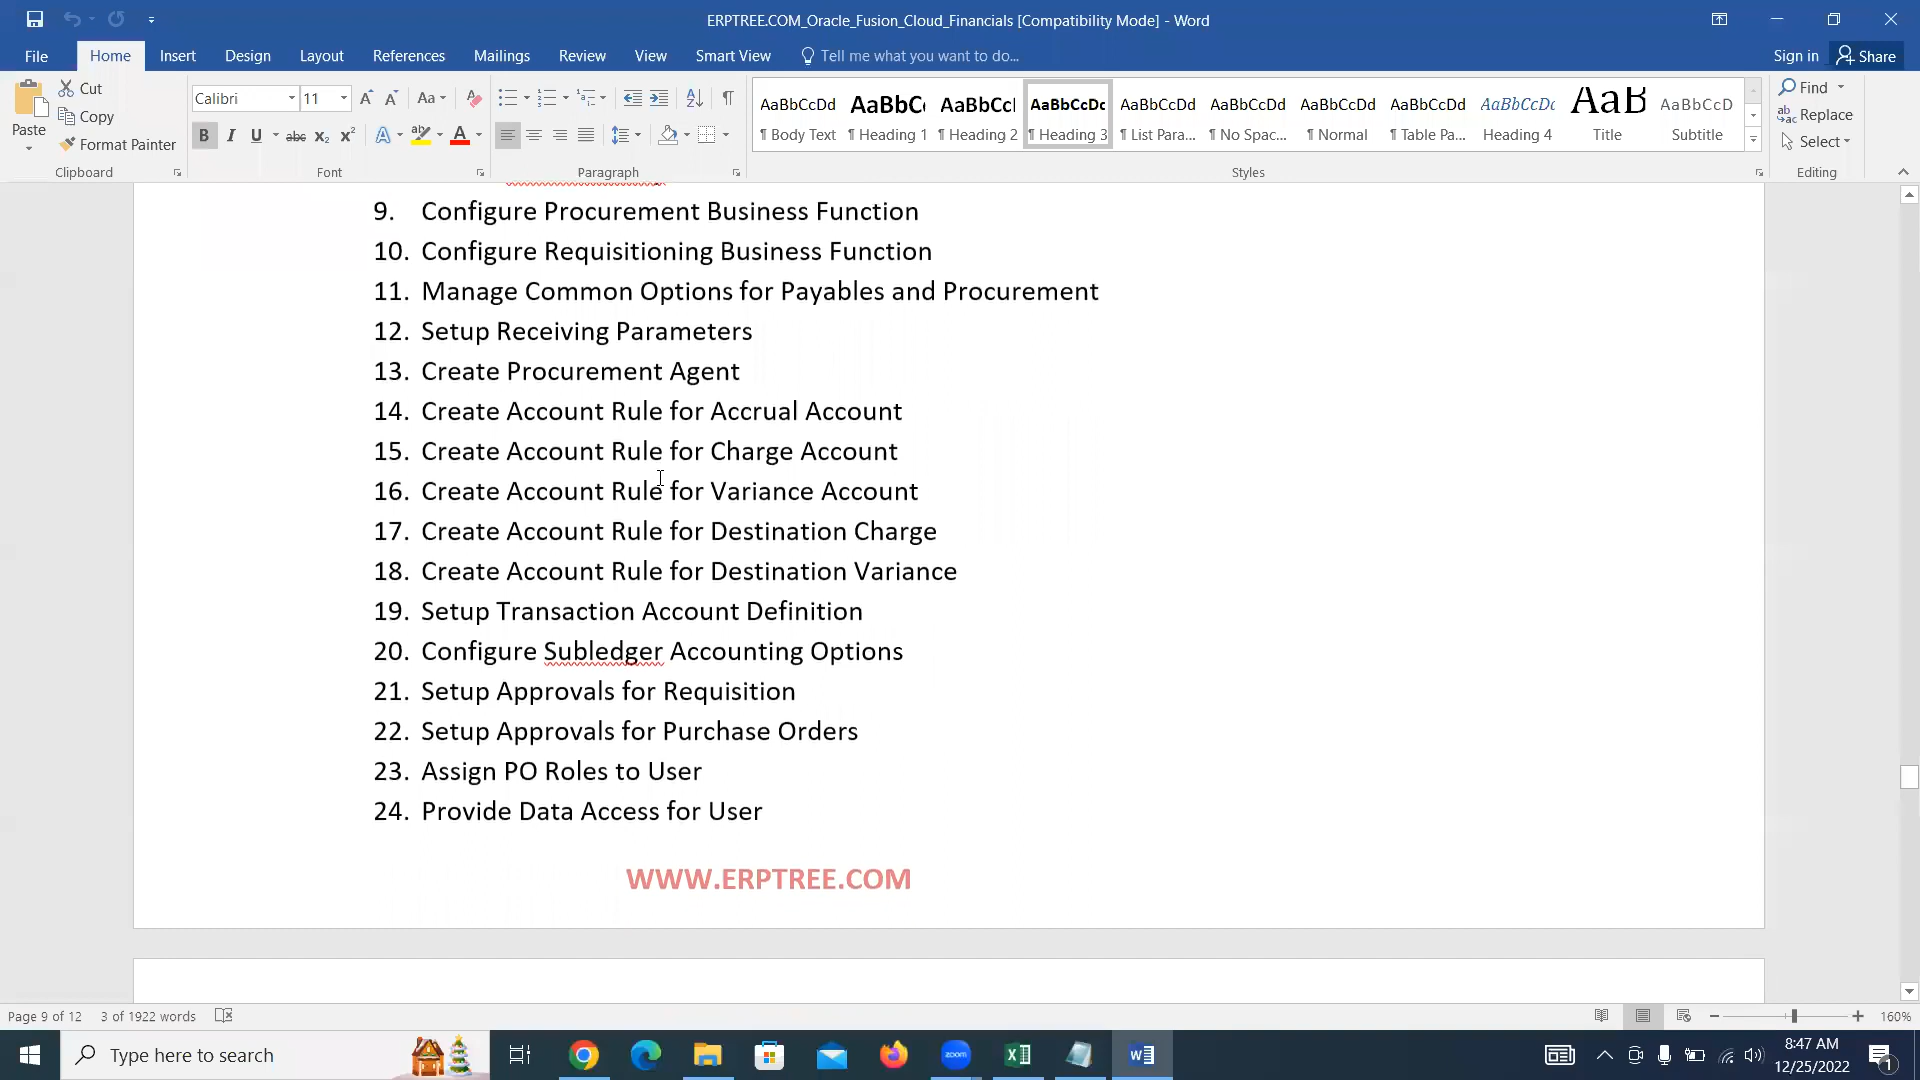 ERPTREE.COM_Oracle_Fusion_Cloud_Financials [Compatibility Mode] - Word
File Home Insert Design Layout References Mailings Review View Smart View Tell me what you want to do... Sign in Share
Paste Cut Copy Format Painter
Calibri 11
AaBbCcDd AaBbC AaBbCcI AaBbCcDc AaBbCcDd AaBbCcDd AaBbCcDd AaBbCcDd AaBbCcDc AaB AaBbCcD
¶ Body Text ¶ Heading 1 ¶ Heading 2 ¶ Heading 3 ¶ List Para... ¶ No Spac... ¶ Normal ¶ Table Pa... Heading 4 Title Subtitle
Find
Replace
Select
Clipboard Font Paragraph Styles Editing
9. Configure Procurement Business Function
10. Configure Requisitioning Business Function
11. Manage Common Options for Payables and Procurement
12. Setup Receiving Parameters
13. Create Procurement Agent
14. Create Account Rule for Accrual Account
15. Create Account Rule for Charge Account
16. Create Account Rule for Variance Account
17. Create Account Rule for Destination Charge
18. Create Account Rule for Destination Variance
19. Setup Transaction Account Definition
20. Configure Subledger Accounting Options
21. Setup Approvals for Requisition
22. Setup Approvals for Purchase Orders
23. Assign PO Roles to User
24. Provide Data Access for User
WWW.ERPTREE.COM
Page 9 of 12 3 of 1922 words 160%
Type here to search
zoom
8:47 AM
12/25/2022
1